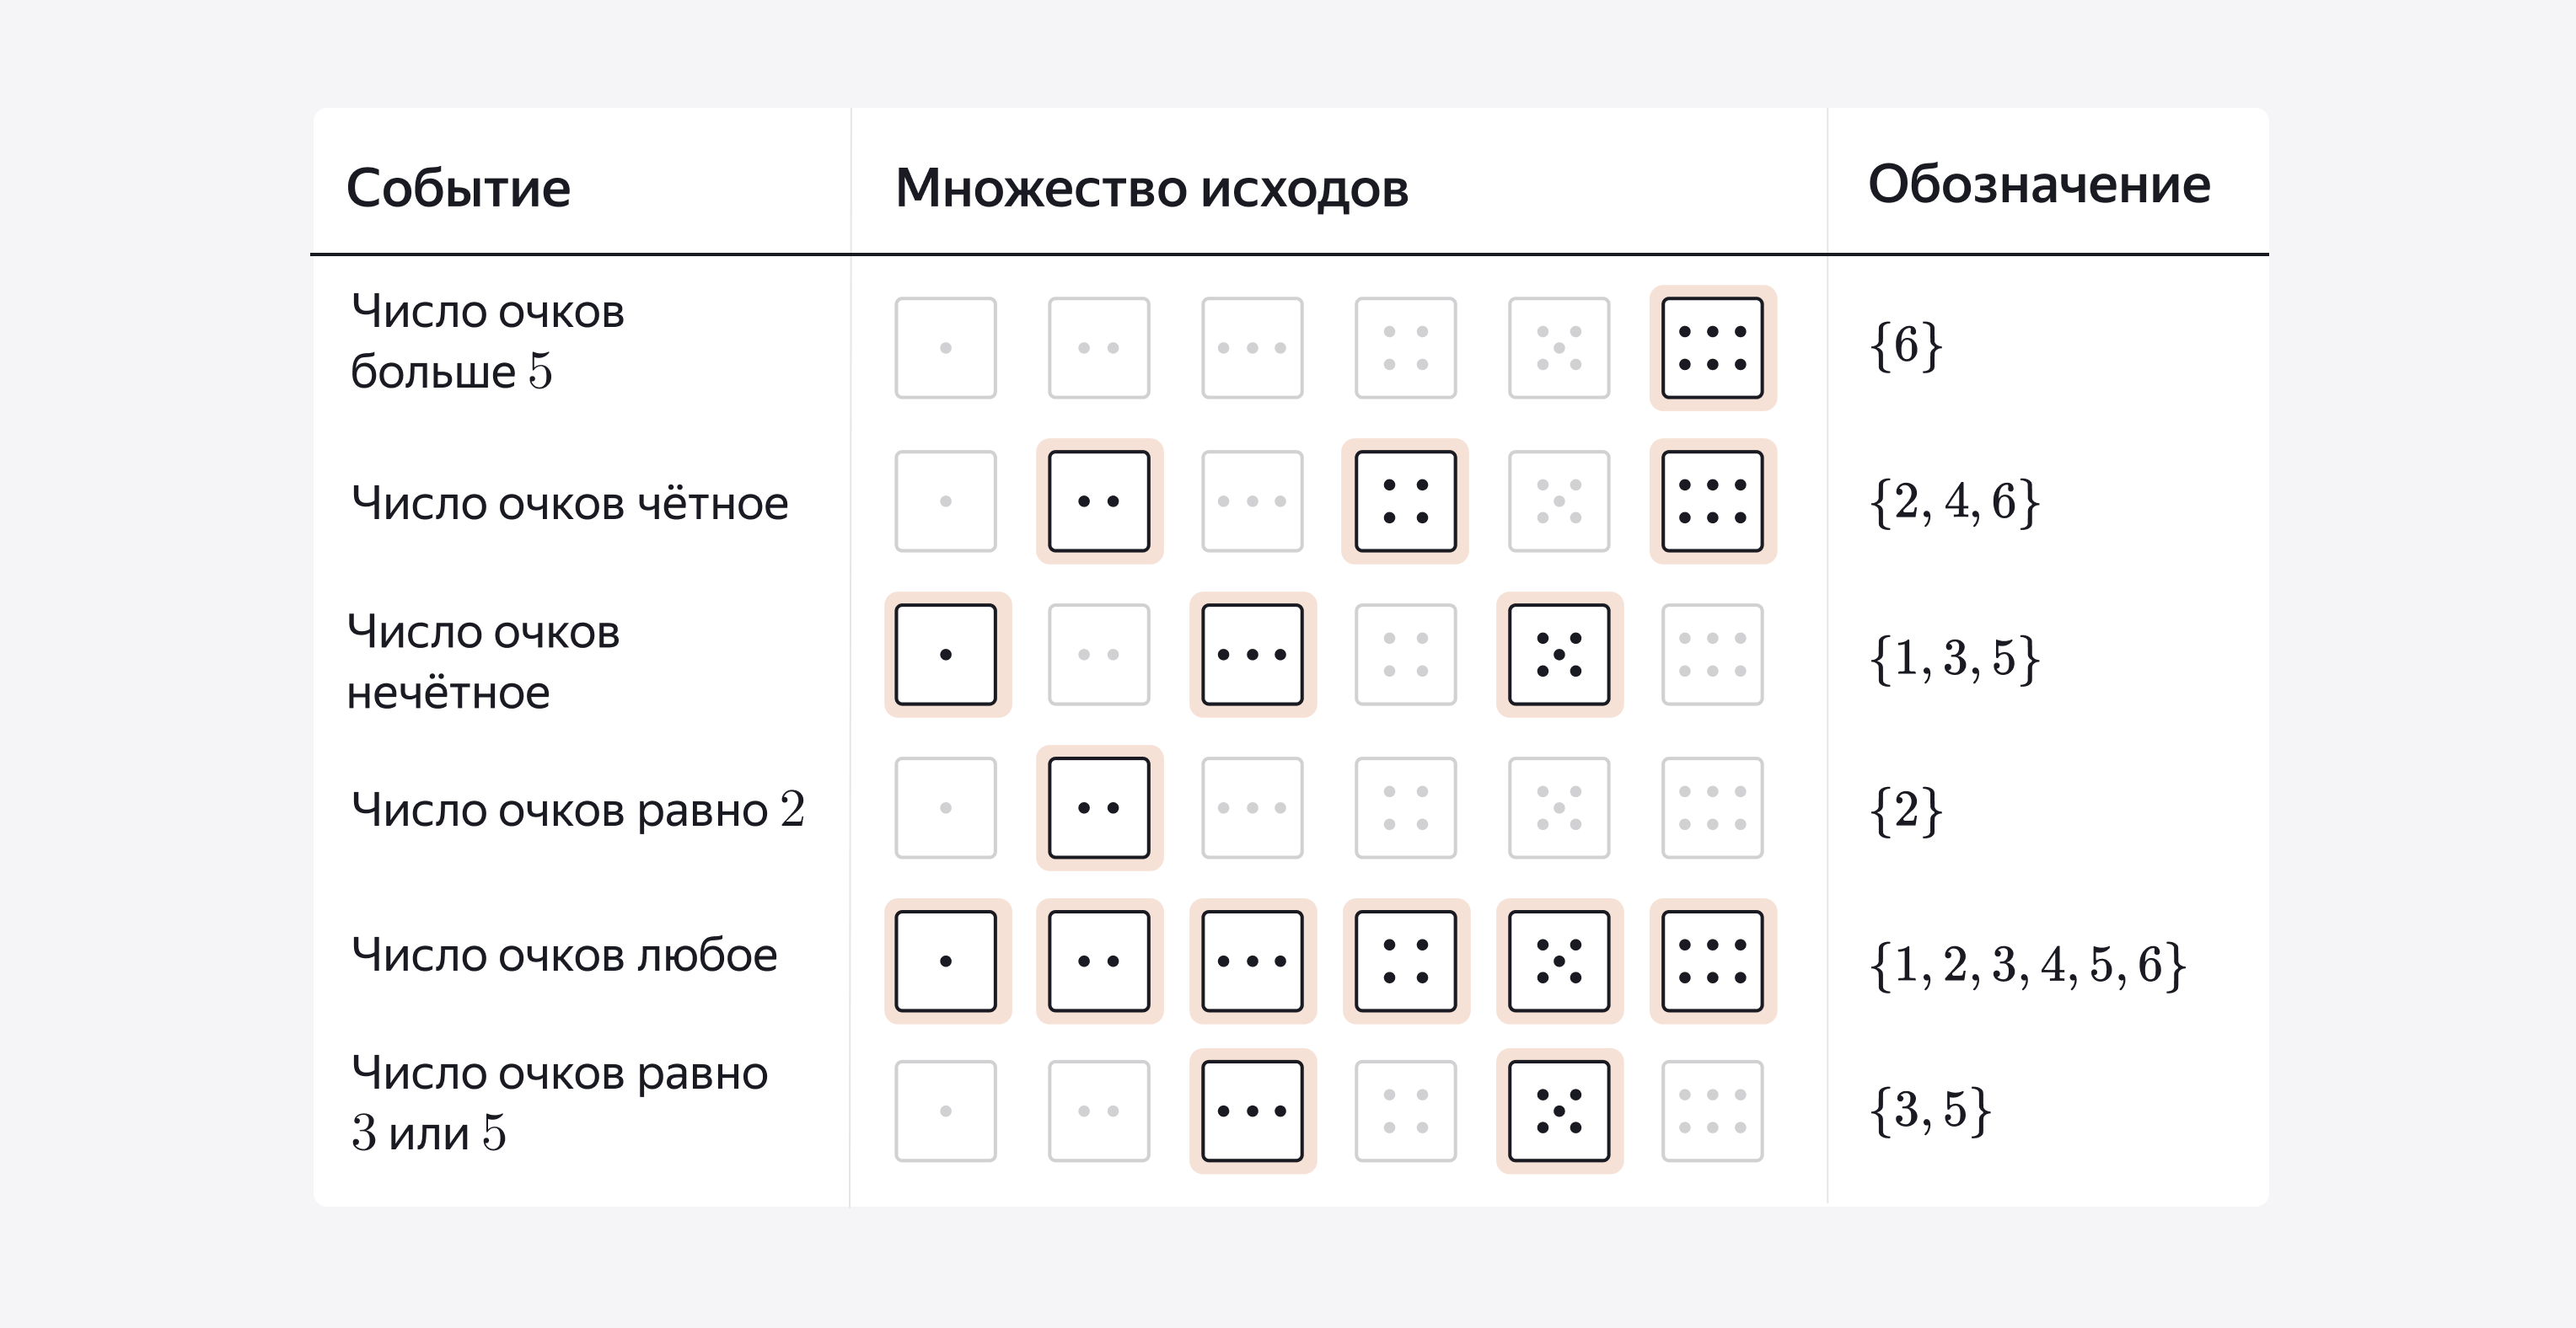 Событие
Множество исходов
Обозначение
Число очков
больше 5
{6}
Число очков чётное
{2, 4, 6}
Число очков
нечётное
{1, 3, 5}
Число очков равно 2
{2}
Число очков любое
{1, 2, 3, 4, 5, 6}
Число очков равно
3 или 5
{3, 5}